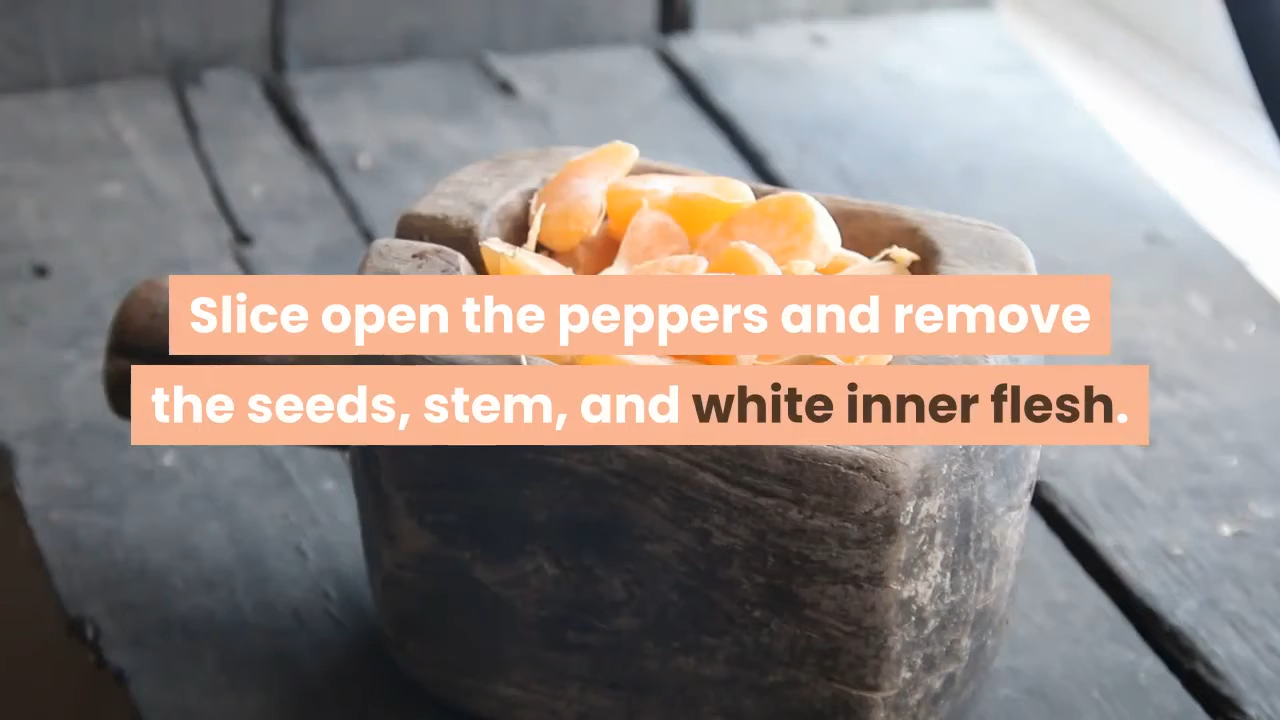 Slice open the peppers and remove
the seeds, stem, and white inner flesh.